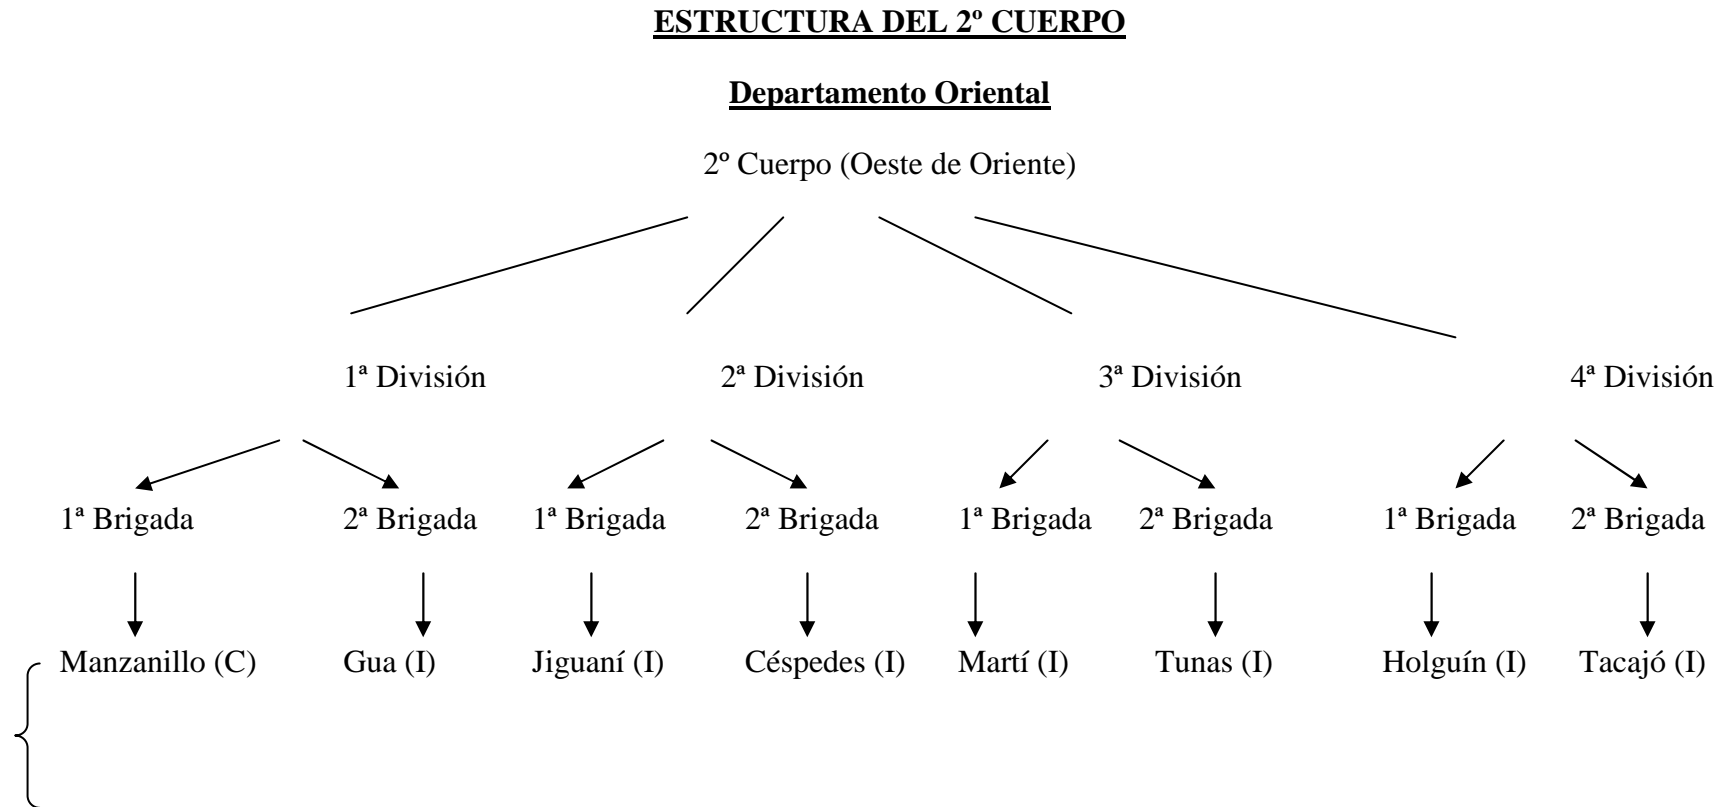 ESTRUCTURA DEL 2º CUERPO
Departamento Oriental
2º Cuerpo (Oeste de Oriente)
1ª División 2ª División 3ª División 4ª División
1ª Brigada 2ª Brigada 1ª Brigada 2ª Brigada 1ª Brigada 2ª Brigada 1ª Brigada 2ª Brigada
Manzanillo (C) Gua (I) Jiguaní (I) Céspedes (I) Martí (I) Tunas (I) Holguín (I) Tacajó (I)